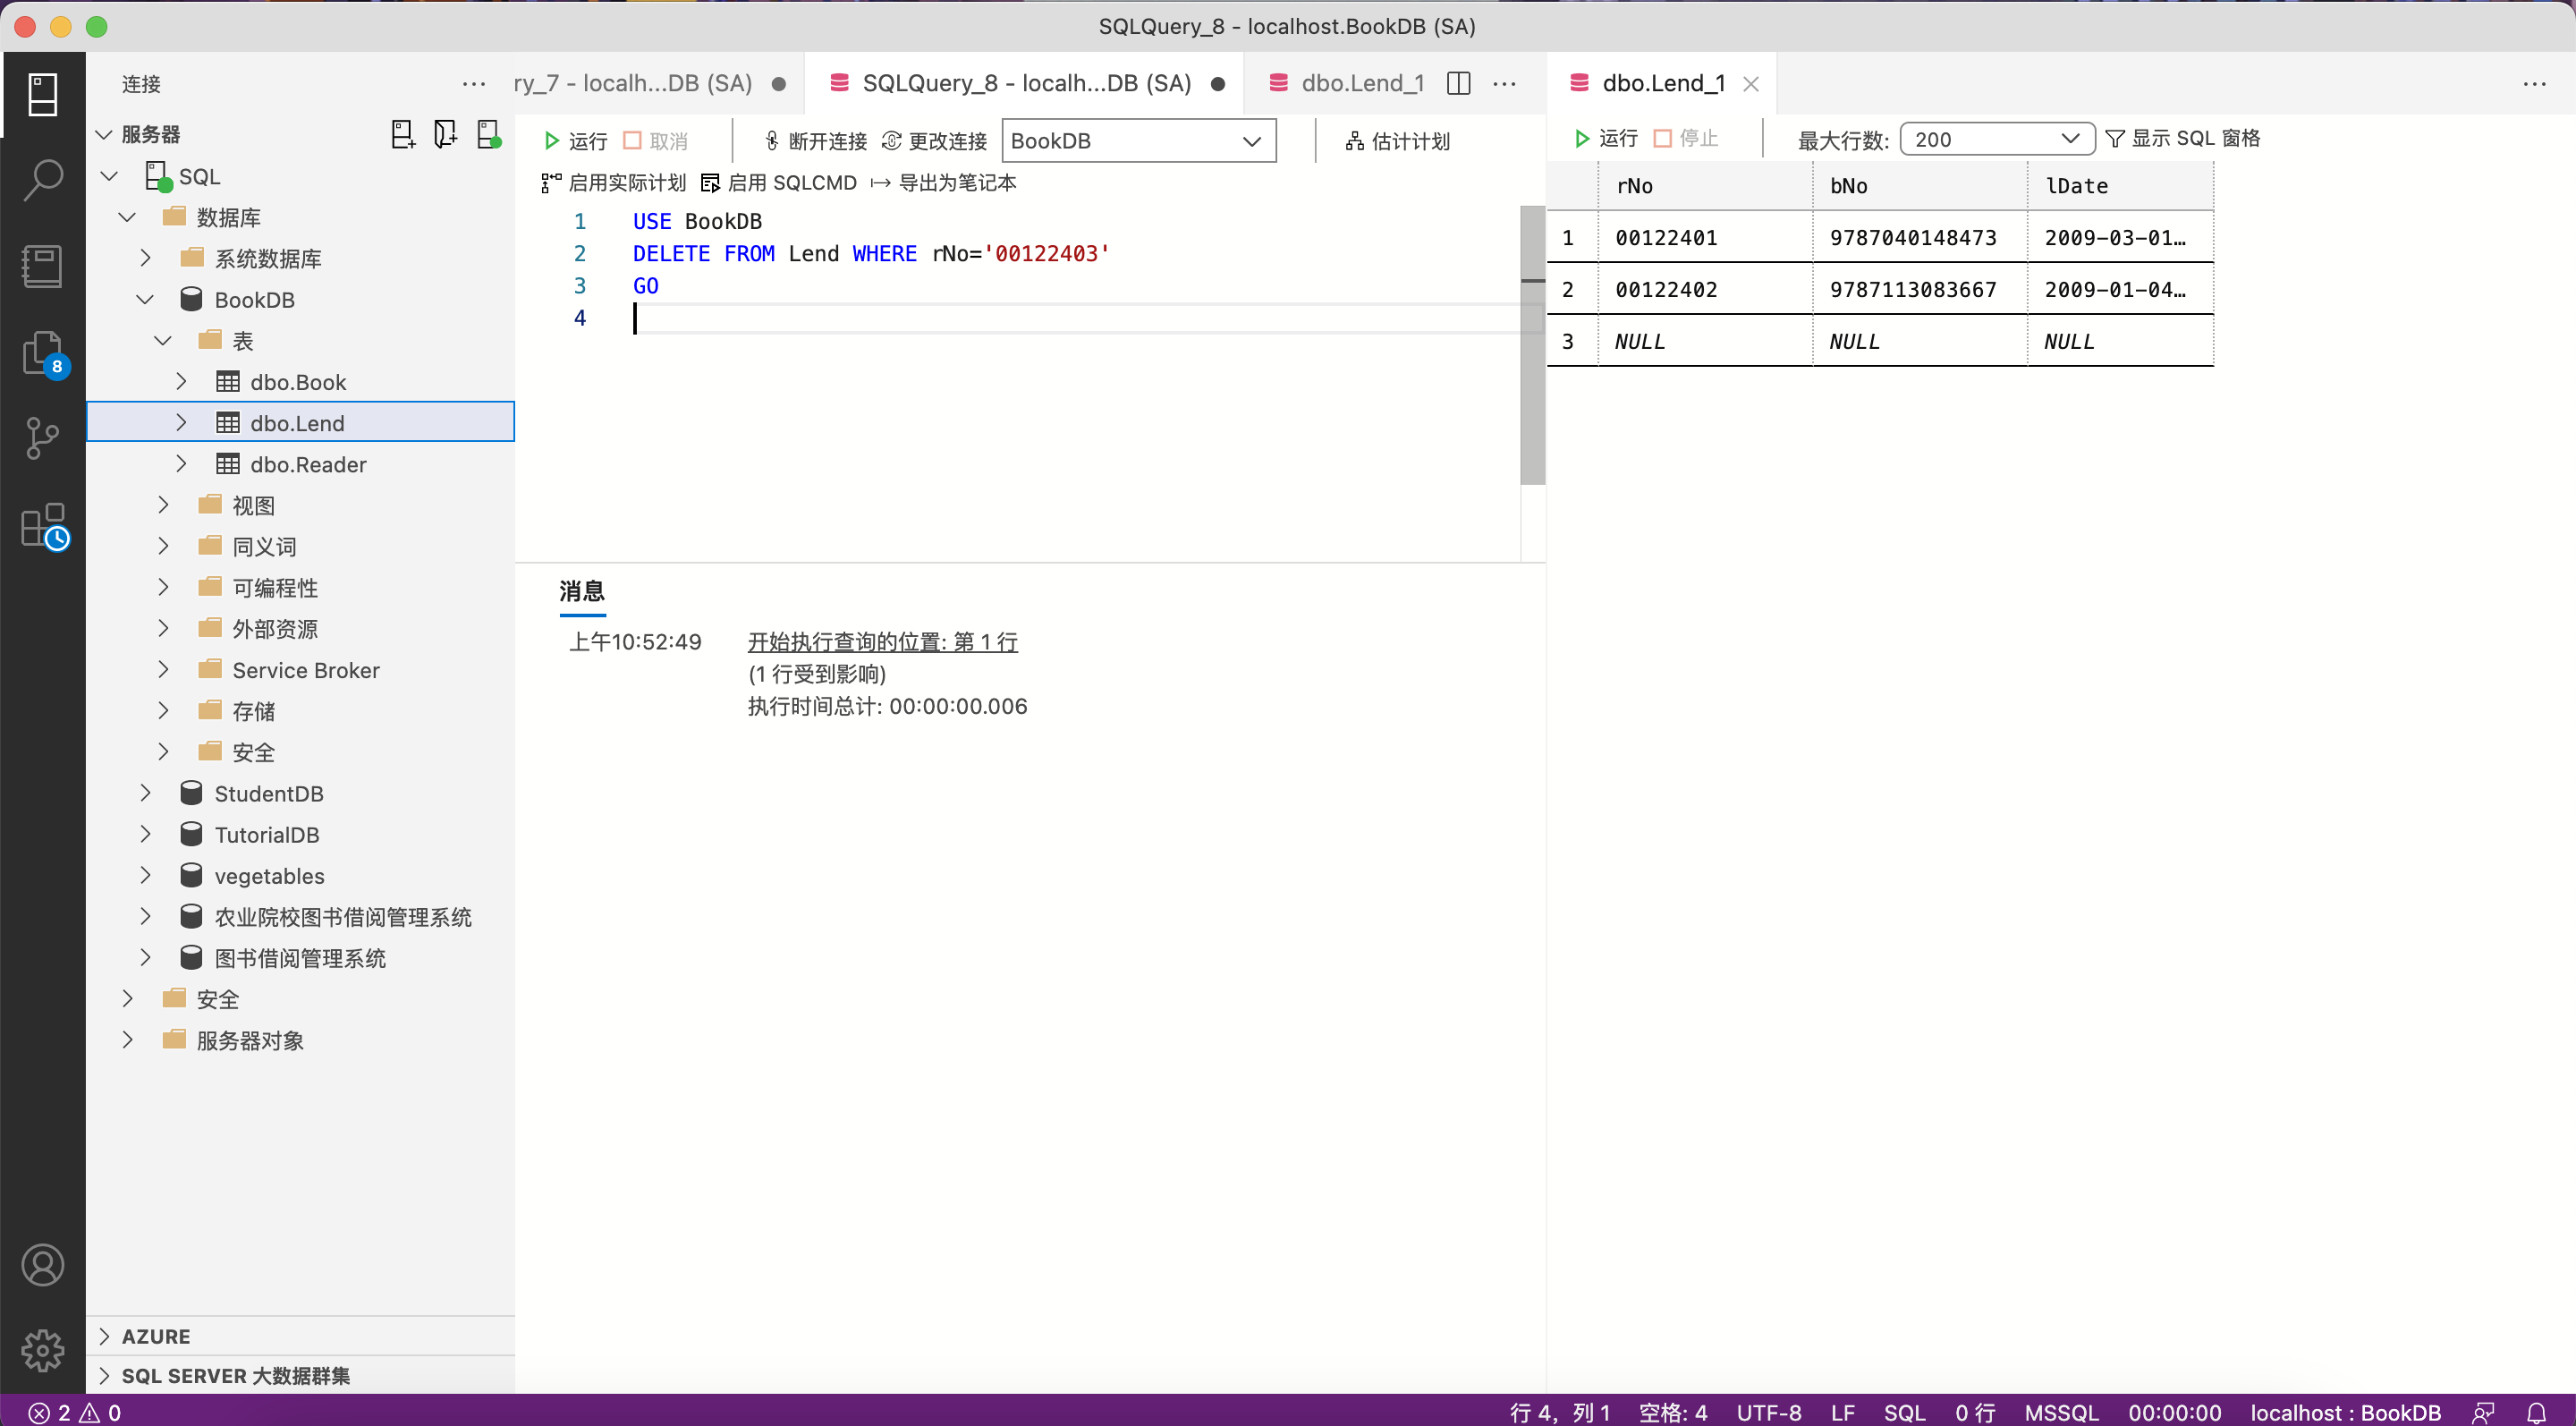 SQLQuery_8 - localhost.BookDB (SA)
连接
服务器
SQL
数据库
系统数据库
BookDB
表
dbo.Book
dbo.Lend
dbo.Reader
视图
同义词
可编程性
外部资源
Service Broker
存储
安全
StudentDB
TutorialDB
vegetables
农业院校图书借阅管理系统
图书借阅管理系统
安全
服务器对象
AZURE
SQL SERVER 大数据群集
8
ry_7 - localh...DB (SA)
SQLQuery_8 - localh...DB (SA)
dbo.Lend_1
运行 取消 断开连接 更改连接 BookDB 估计计划
启用实际计划 启用 SQLCMD 导出为笔记本
1 USE BookDB
2 DELETE FROM Lend WHERE rNo='00122403'
3 GO
4
消息
上午10:52:49 开始执行查询的位置: 第 1 行
(1 行受到影响)
执行时间总计: 00:00:00.006
dbo.Lend_1
运行 停止 最大行数: 200 显示 SQL 窗格
rNo bNo lDate
1 00122401 9787040148473 2009-03-01…
2 00122402 9787113083667 2009-01-04…
3 NULL NULL NULL
2 0
行 4，列 1 空格: 4 UTF-8 LF SQL 0 行 MSSQL 00:00:00 localhost : BookDB